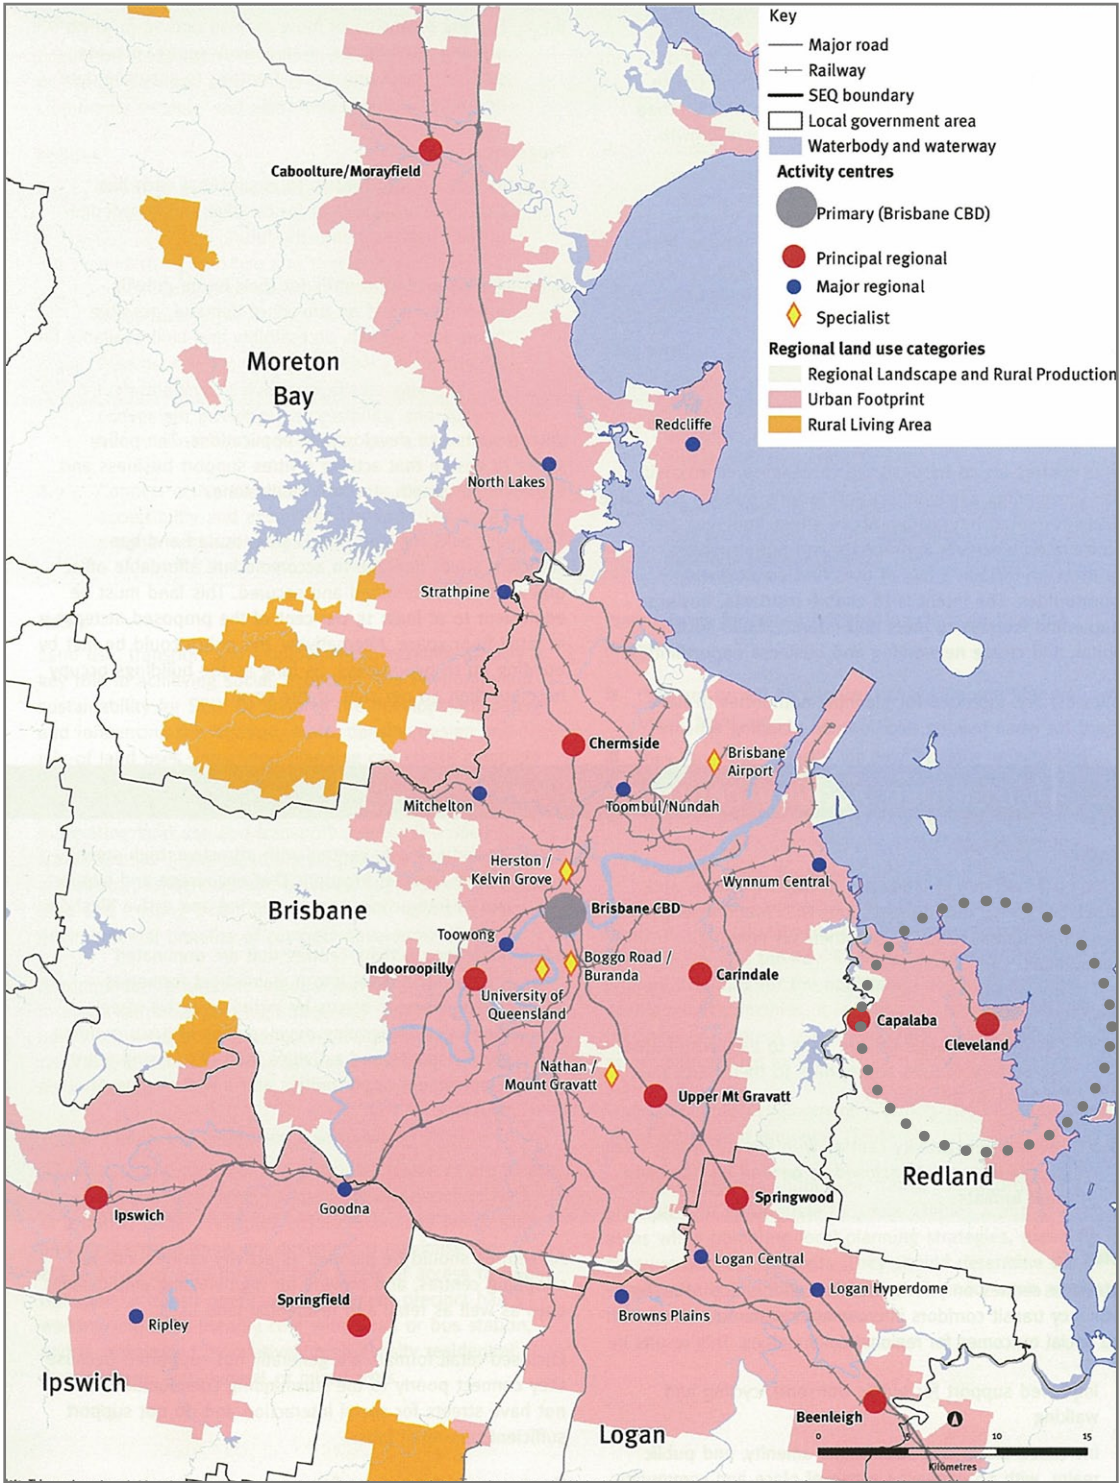 Key
Major road
Railway
SEQ boundary
Local government area
Waterbody and waterway
Activity centres
Primary (Brisbane CBD)
Principal regional
Major regional
Specialist
Regional land use categories
Regional Landscape and Rural Production
Urban Footprint
Rural Living Area
Caboolture/Morayfield
Moreton
Bay
Redcliffe
North Lakes
Strathpine
Chermside
Brisbane
Airport
Mitchelton
Toombul/Nundah
Herston /
Kelvin Grove
Wynnum Central
Brisbane
Brisbane CBD
Toowong
Boggo Road /
Buranda
Indooroopilly
Carindale
University of
Queensland
Capalaba
Cleveland
Nathan /
Mount Gravatt
Upper Mt Gravatt
Redland
Ipswich
Goodna
Springwood
Logan Central
Logan Hyperdome
Browns Plains
Springfield
Ripley
Ipswich
Beenleigh
Logan
0 5 10 15
Kilometres